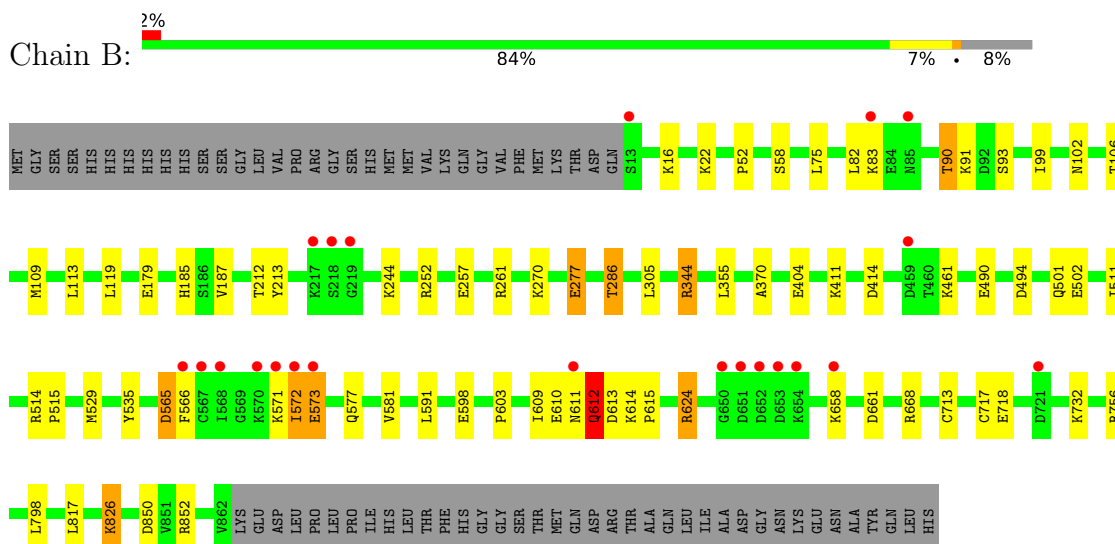 2%
Chain B:
84% 7% • 8%
MET GLY SER SER HIS HIS HIS HIS HIS HIS SER SER GLY LEU VAL PRO ARG GLY SER HIS MET MET VAL LYS GLN GLY VAL PHE MET LYS THR ASP GLN S13 K16 K22 P52 S58 L75 L82 K83 E84 N85 T90 K91 D92 S93 I99 N102 T106
M109 L113 L119 E179 H185 S186 V187 T212 Y213 K217 S218 G219 K244 R252 E257 R261 K270 E277 T286 L305 R344 L355 A370 E404 K411 D414 D459 T460 K461 E490 D494 Q501 E502 I511
R514 P515 M529 Y535 D565 F566 C567 I568 G569 K570 K571 I572 E573 Q577 V581 L591 E598 P603 I609 E610 N611 Q612 D613 K614 P615 R624 G650 D651 D652 D653 K654 K658 D661 R668 C713 C717 E718 D721 K732
L798 L817 K826 D850 V851 R852 V862 LYS GLU ASP LEU PRO LEU PRO ILE HIS LEU THR PHE HIS GLY GLY SER THR MET GLN ASP ARG THR ALA GLN LEU ILE ALA ASP GLY ASN LYS GLU ASN ALA TYR GLN LEU HIS